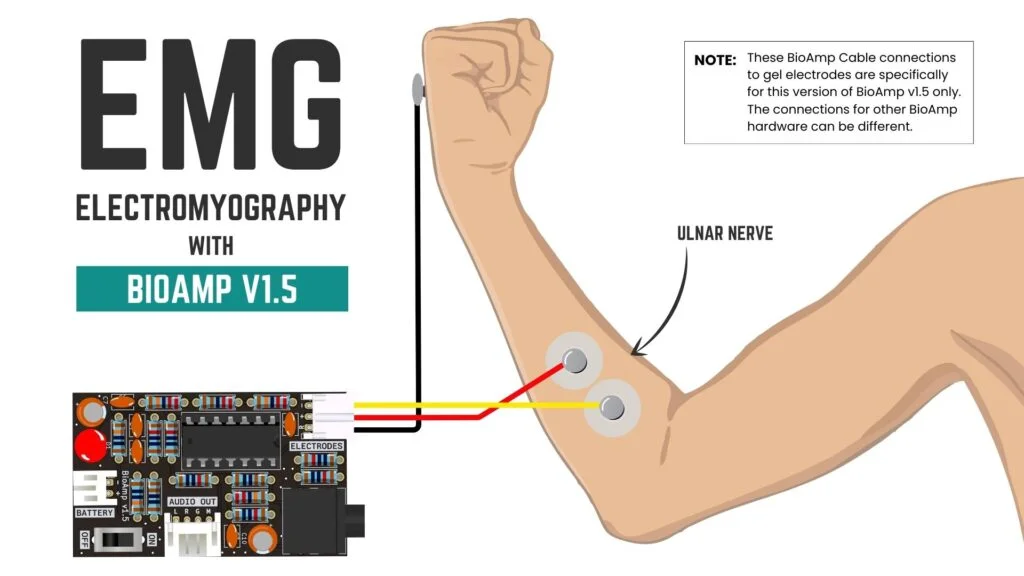 EMG
ELECTROMYOGRAPHY
WITH
BIOAMP V1.5
NOTE: These BioAmp Cable connections
to gel electrodes are specifically
for this version of BioAmp v1.5 only.
The connections for other BioAmp
hardware can be different.
ULNAR NERVE
R + -
ELECTRODES
BioAmp v1.5
BATTERY
- +
AUDIO OUT
L R G M
OFF
ON
C10